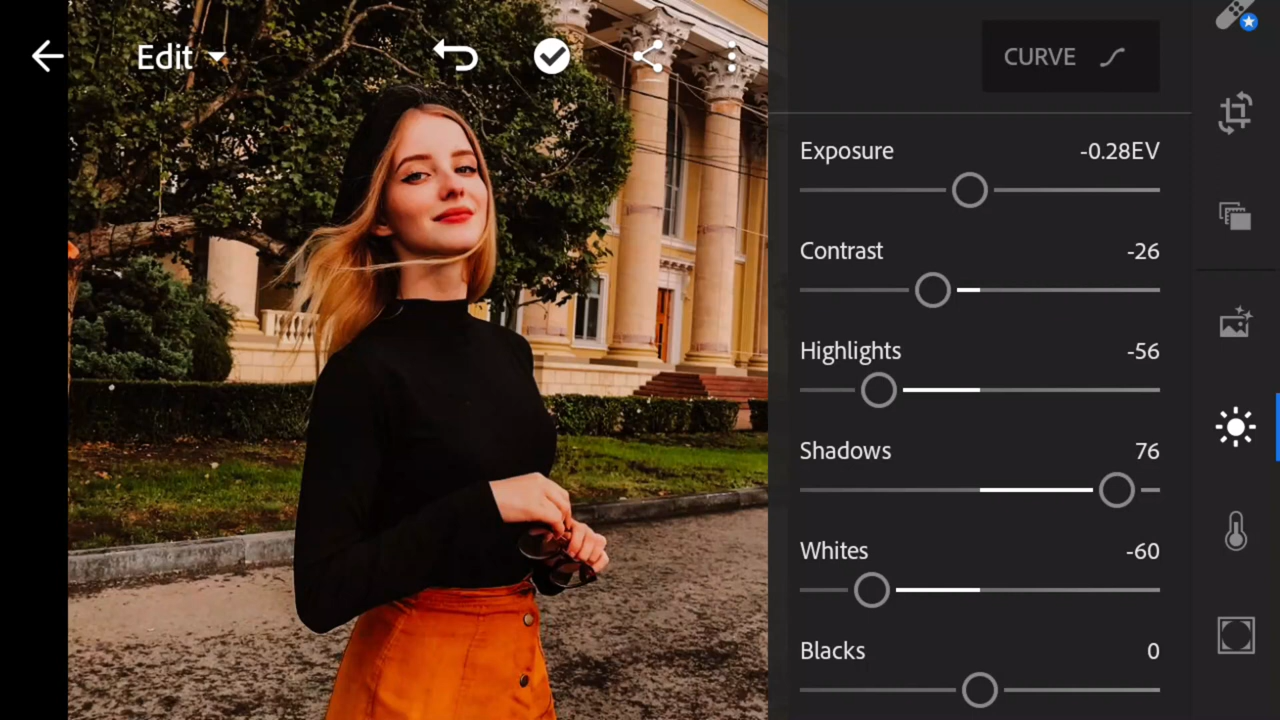 Edit
CURVE
Exposure -0.28EV
Contrast -26
Highlights -56
Shadows 76
Whites -60
Blacks 0